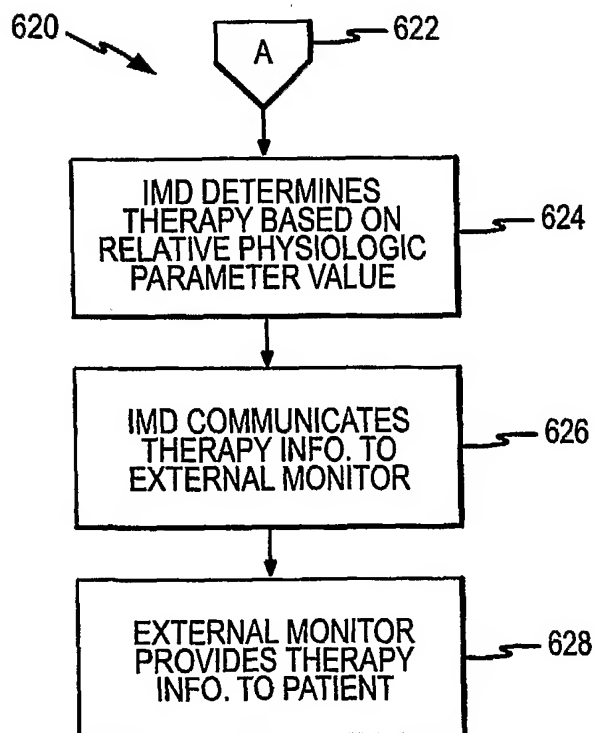 620
A
622
IMD DETERMINES
THERAPY BASED ON
RELATIVE PHYSIOLOGIC
PARAMETER VALUE
624
IMD COMMUNICATES
THERAPY INFO. TO
EXTERNAL MONITOR
626
EXTERNAL MONITOR
PROVIDES THERAPY
INFO. TO PATIENT
628